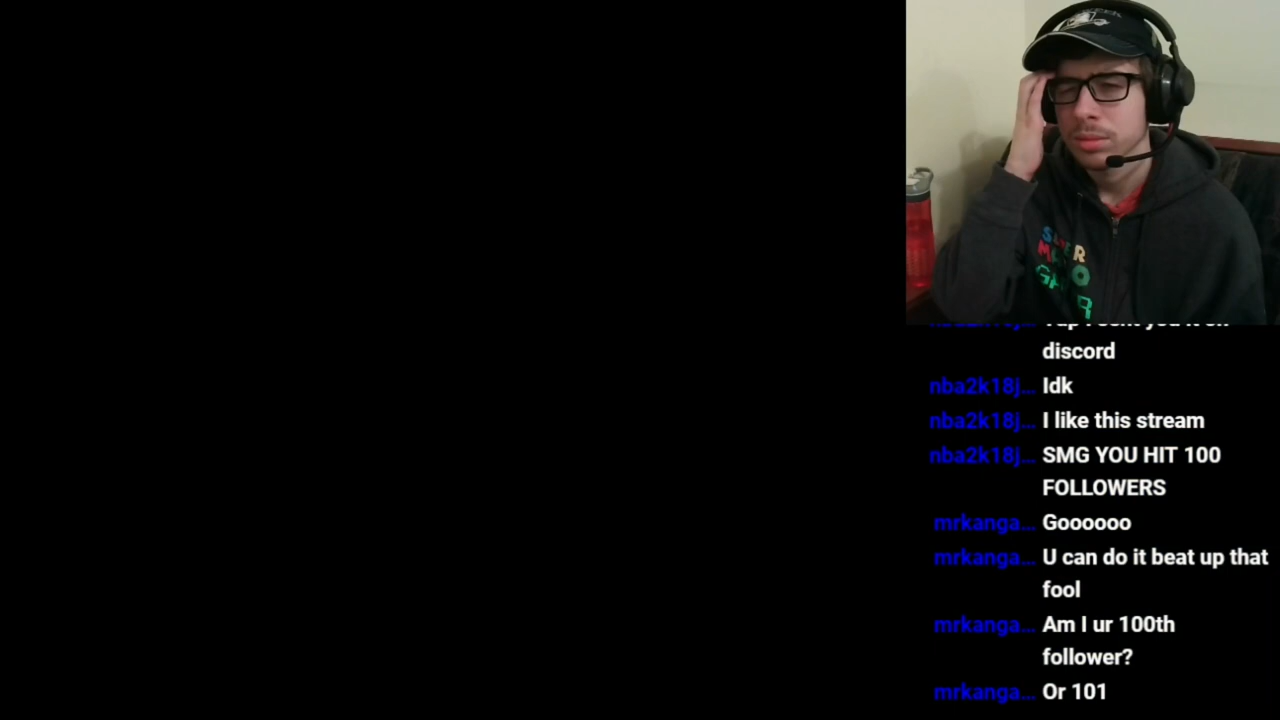 discord
nba2k18j... Idk
nba2k18j... I like this stream
nba2k18j... SMG YOU HIT 100
FOLLOWERS
mrkanga... Goooooo
mrkanga... U can do it beat up that
fool
mrkanga... Am I ur 100th
follower?
mrkanga... Or 101